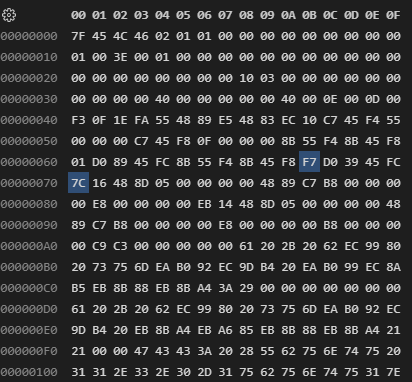 00 01 02 03 04 05 06 07 08 09 0A 0B 0C 0D 0E 0F
00000000 7F 45 4C 46 02 01 01 00 00 00 00 00 00 00 00 00
00000010 01 00 3E 00 01 00 00 00 00 00 00 00 00 00 00 00
00000020 00 00 00 00 00 00 00 00 10 03 00 00 00 00 00 00
00000030 00 00 00 00 40 00 00 00 00 00 40 00 0E 00 0D 00
00000040 F3 0F 1E FA 55 48 89 E5 48 83 EC 10 C7 45 F4 55
00000050 00 00 00 C7 45 F8 0F 00 00 00 8B 55 F4 8B 45 F8
00000060 01 D0 89 45 FC 8B 55 F4 8B 45 F8 F7 D0 39 45 FC
00000070 7C 16 48 8D 05 00 00 00 00 48 89 C7 B8 00 00 00
00000080 00 E8 00 00 00 00 EB 14 48 8D 05 00 00 00 00 48
00000090 89 C7 B8 00 00 00 00 E8 00 00 00 00 B8 00 00 00
000000A0 00 C9 C3 00 00 00 00 00 61 20 2B 20 62 EC 99 80
000000B0 20 73 75 6D EA B0 92 EC 9D B4 20 EA B0 99 EC 8A
000000C0 B5 EB 8B 88 EB 8B A4 3A 29 00 00 00 00 00 00 00
000000D0 61 20 2B 20 62 EC 99 80 20 73 75 6D EA B0 92 EC
000000E0 9D B4 20 EB 8B A4 EB A6 85 EB 8B 88 EB 8B A4 21
000000F0 21 00 00 47 43 43 3A 20 28 55 62 75 6E 74 75 20
00000100 31 31 2E 33 2E 30 2D 31 75 62 75 6E 74 75 31 7E